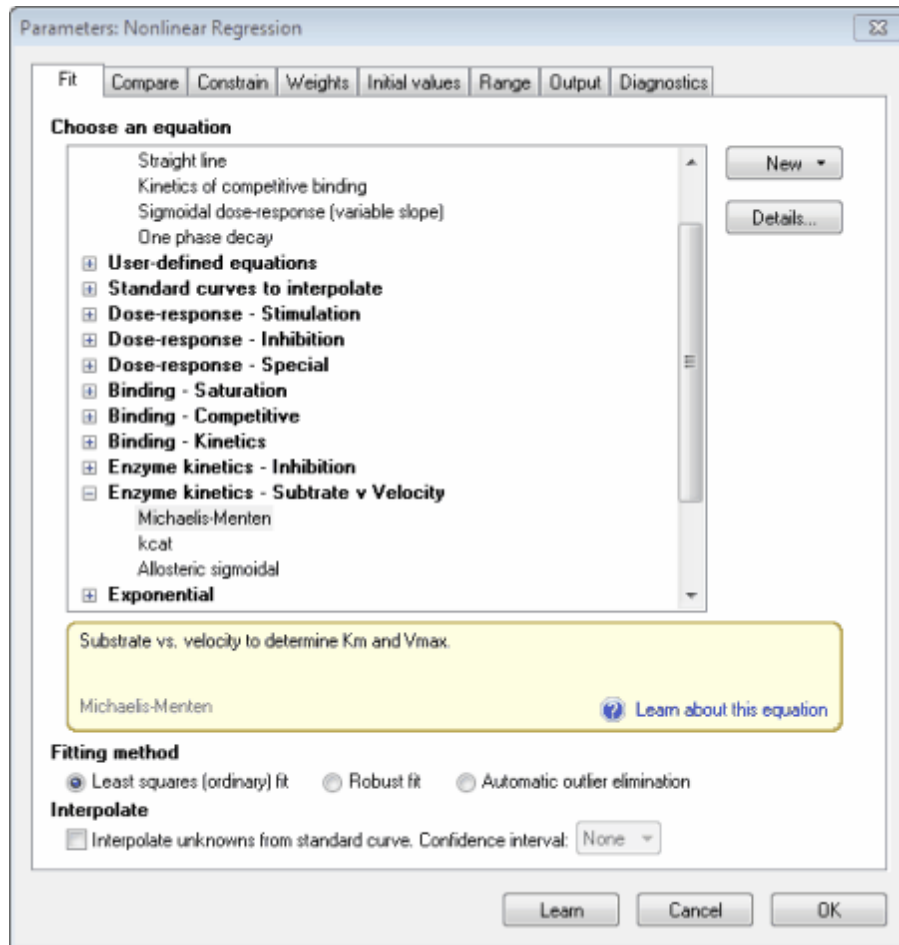 Parameters: Nonlinear Regression
Fit Compare Constrain Weights Initial values Range Output Diagnostics
Choose an equation
Straight line
Kinetics of competitive binding
Sigmoidal dose-response (variable slope)
One phase decay
User-defined equations
Standard curves to interpolate
Dose-response - Stimulation
Dose-response - Inhibition
Dose-response - Special
Binding - Saturation
Binding - Competitive
Binding - Kinetics
Enzyme kinetics - Inhibition
Enzyme kinetics - Subtrate v Velocity
Michaelis-Menten
kcat
Allosteric sigmoidal
Exponential
New
Details...
Substrate vs. velocity to determine Km and Vmax.
Michaelis-Menten Learn about this equation
Fitting method
Least squares (ordinary) fit Robust fit Automatic outlier elimination
Interpolate
Interpolate unknowns from standard curve. Confidence interval: None
Learn Cancel OK